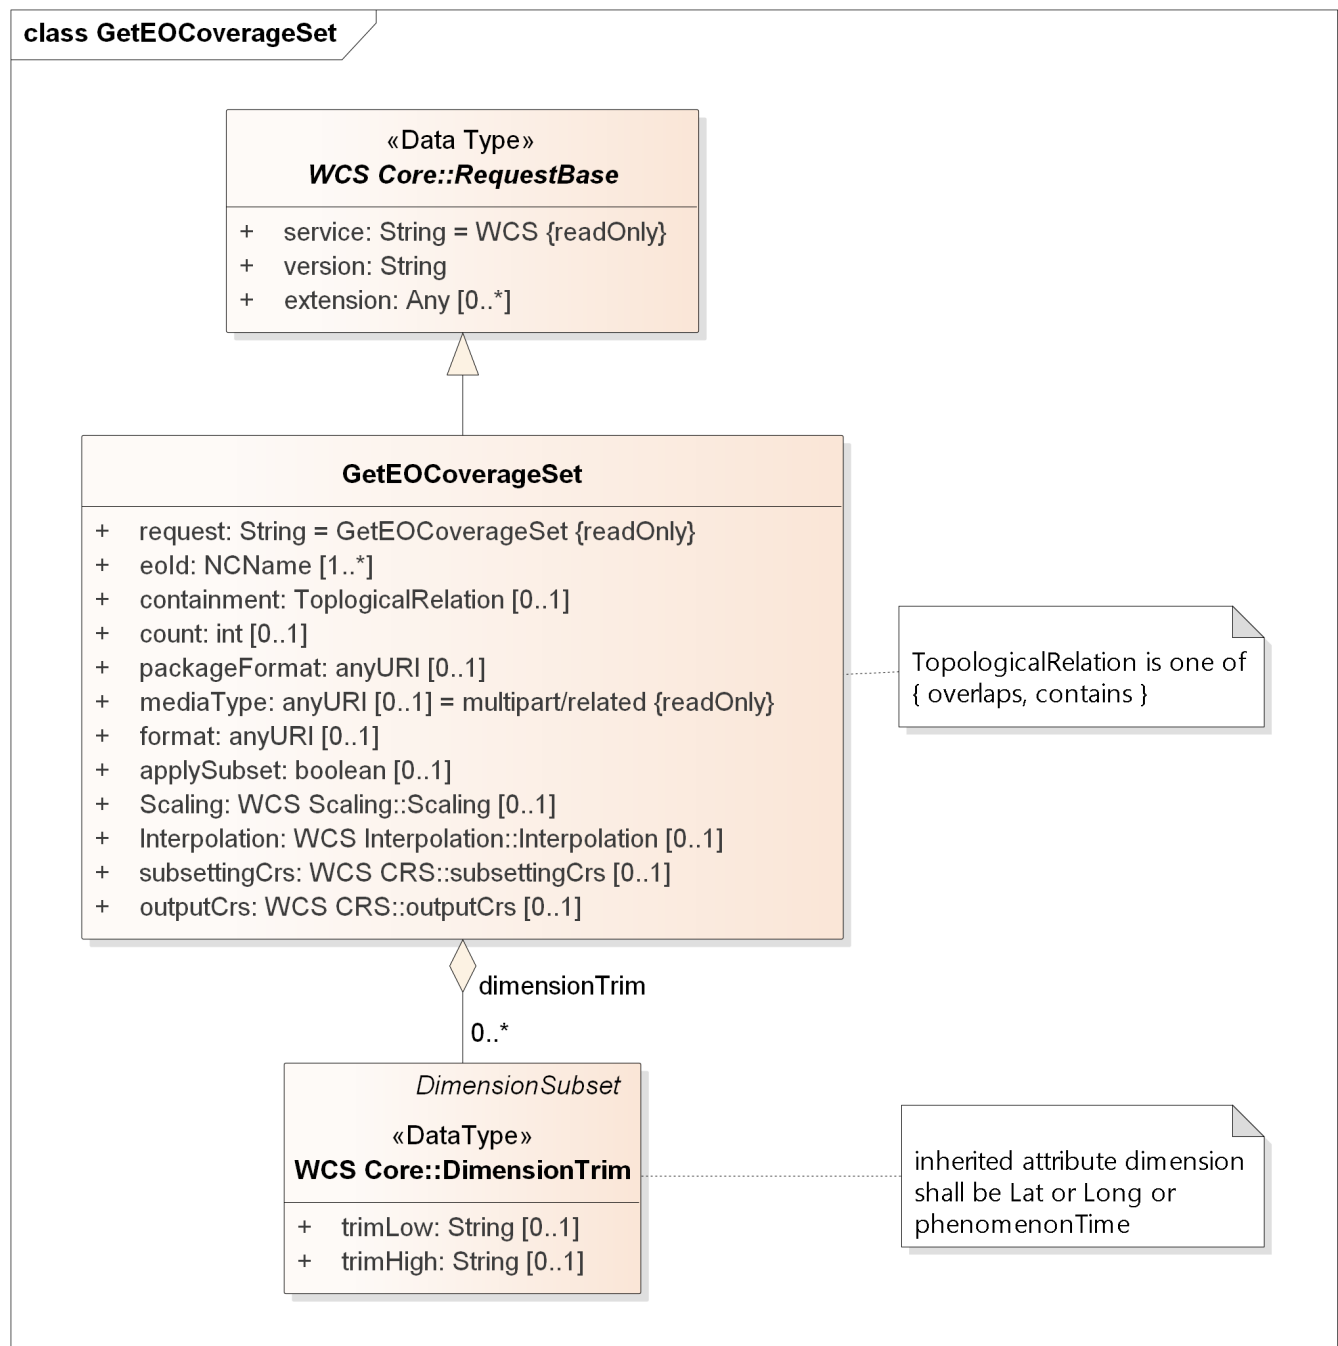 class GetEOCoverageSet
«Data Type»
WCS Core::RequestBase
+ service: String = WCS {readOnly}
+ version: String
+ extension: Any [0..*]
GetEOCoverageSet
+ request: String = GetEOCoverageSet {readOnly}
+ eoId: NCName [1..*]
+ containment: ToplogicalRelation [0..1]
+ count: int [0..1]
+ packageFormat: anyURI [0..1]
+ mediaType: anyURI [0..1] = multipart/related {readOnly}
+ format: anyURI [0..1]
+ applySubset: boolean [0..1]
+ Scaling: WCS Scaling::Scaling [0..1]
+ Interpolation: WCS Interpolation::Interpolation [0..1]
+ subsettingCrs: WCS CRS::subsettingCrs [0..1]
+ outputCrs: WCS CRS::outputCrs [0..1]
TopologicalRelation is one of
{ overlaps, contains }
dimensionTrim
0..*
DimensionSubset
«DataType»
WCS Core::DimensionTrim
+ trimLow: String [0..1]
+ trimHigh: String [0..1]
inherited attribute dimension
shall be Lat or Long or
phenomenonTime